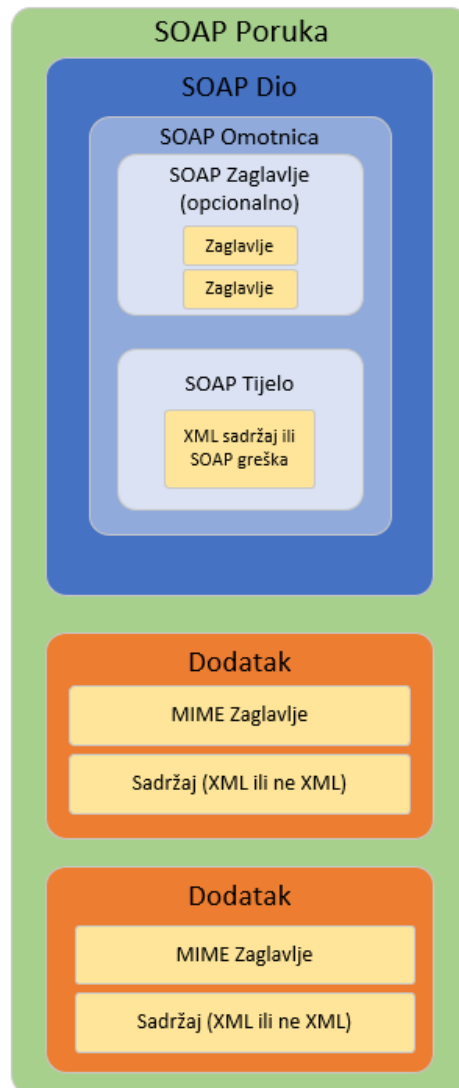 SOAP Poruka
SOAP Dio
SOAP Omotnica
SOAP Zaglavlje
(opcionalno)
Zaglavlje
Zaglavlje
SOAP Tijelo
XML sadržaj ili
SOAP greška
Dodatak
MIME Zaglavlje
Sadržaj (XML ili ne XML)
Dodatak
MIME Zaglavlje
Sadržaj (XML ili ne XML)